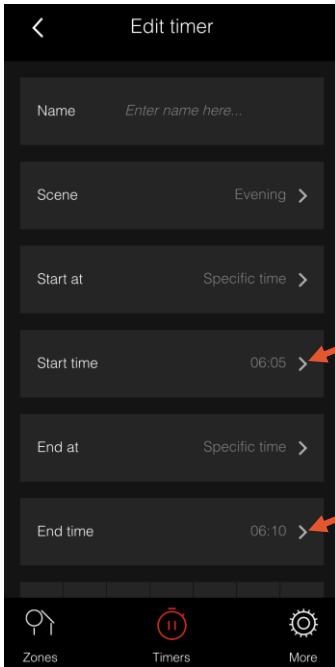 Edit timer
Name Enter name here...
Scene Evening
Start at Specific time
Start time 06:05
End at Specific time
End time 06:10
Zones Timers More